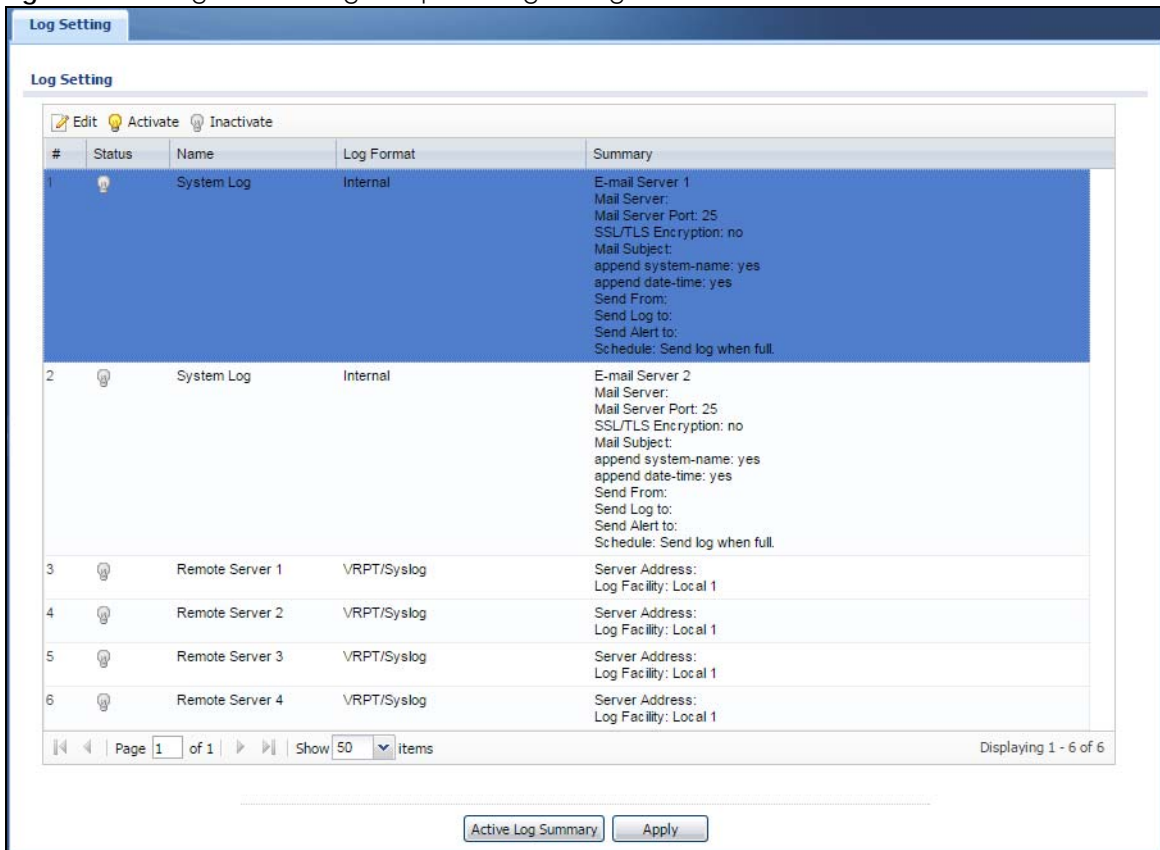 Log Setting
Log Setting
Edit Activate Inactivate
# Status Name Log Format Summary
1 System Log Internal E-mail Server 1
Mail Server:
Mail Server Port: 25
SSL/TLS Encryption: no
Mail Subject:
append system-name: yes
append date-time: yes
Send From:
Send Log to:
Send Alert to:
Schedule: Send log when full.
2 System Log Internal E-mail Server 2
Mail Server:
Mail Server Port: 25
SSL/TLS Encryption: no
Mail Subject:
append system-name: yes
append date-time: yes
Send From:
Send Log to:
Send Alert to:
Schedule: Send log when full.
3 Remote Server 1 VRPT/Syslog Server Address:
Log Facility: Local 1
4 Remote Server 2 VRPT/Syslog Server Address:
Log Facility: Local 1
5 Remote Server 3 VRPT/Syslog Server Address:
Log Facility: Local 1
6 Remote Server 4 VRPT/Syslog Server Address:
Log Facility: Local 1
Page 1 of 1 Show 50 items Displaying 1 - 6 of 6
Active Log Summary Apply